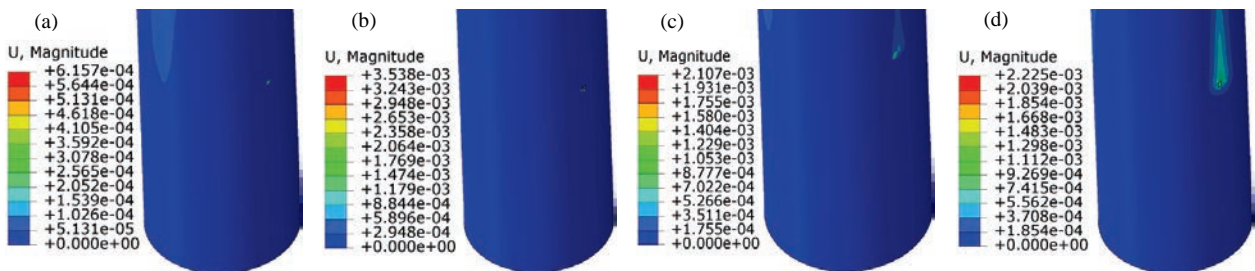 (a)
U, Magnitude
+6.157e-04
+5.644e-04
+5.131e-04
+4.618e-04
+4.105e-04
+3.592e-04
+3.078e-04
+2.565e-04
+2.052e-04
+1.539e-04
+1.026e-04
+5.131e-05
+0.000e+00
(b)
U, Magnitude
+3.538e-03
+3.243e-03
+2.948e-03
+2.653e-03
+2.358e-03
+2.064e-03
+1.769e-03
+1.474e-03
+1.179e-03
+8.844e-04
+5.896e-04
+2.948e-04
+0.000e+00
(c)
U, Magnitude
+2.107e-03
+1.931e-03
+1.755e-03
+1.580e-03
+1.404e-03
+1.229e-03
+1.053e-03
+8.777e-04
+7.022e-04
+5.266e-04
+3.511e-04
+1.755e-04
+0.000e+00
(d)
U, Magnitude
+2.225e-03
+2.039e-03
+1.854e-03
+1.668e-03
+1.483e-03
+1.298e-03
+1.112e-03
+9.269e-04
+7.415e-04
+5.562e-04
+3.708e-04
+1.854e-04
+0.000e+00